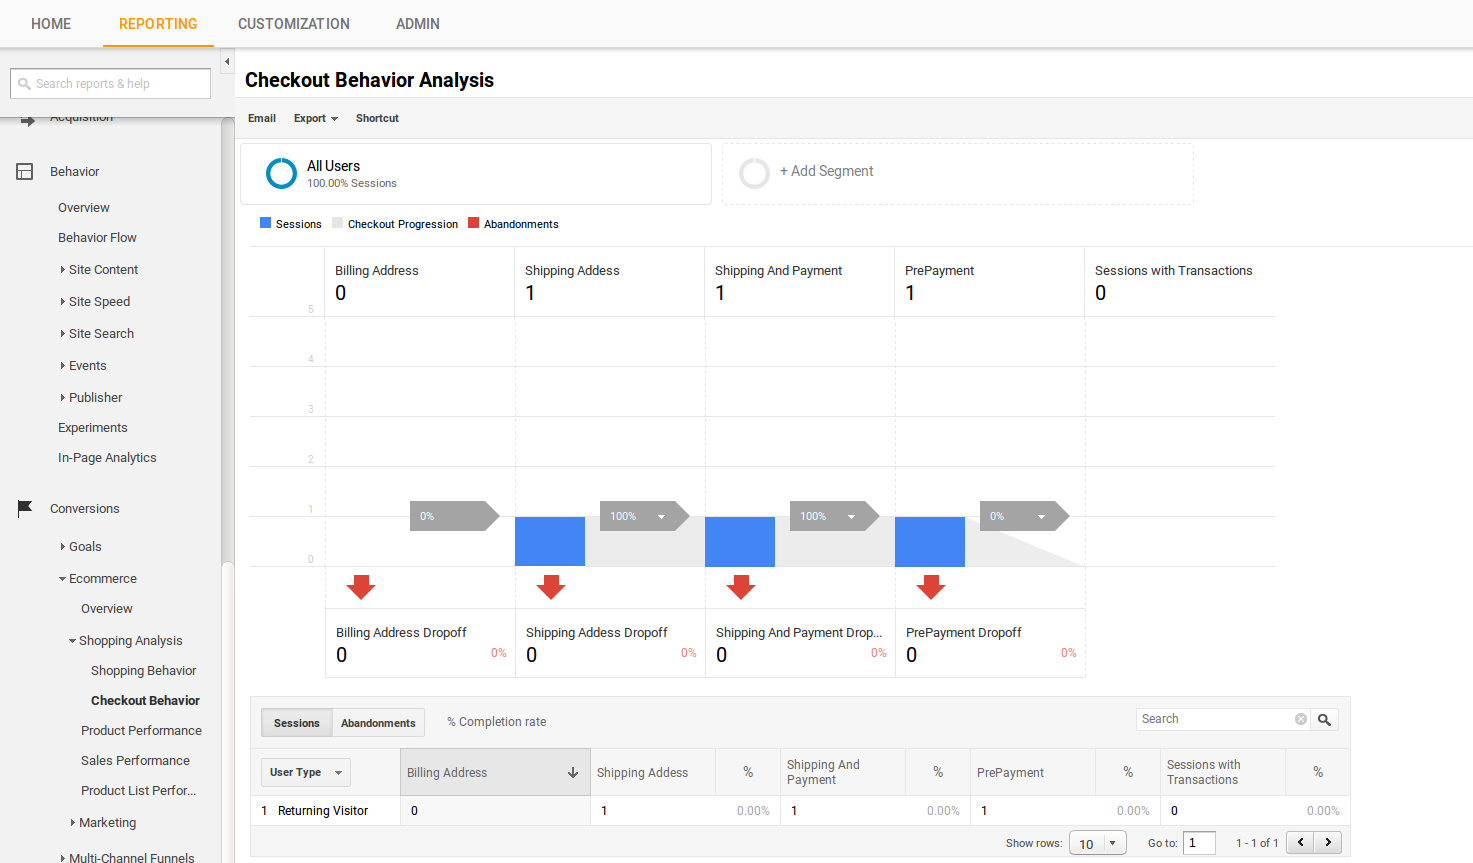 HOME REPORTING CUSTOMIZATION ADMIN
Search reports & help
Acquisition
Behavior
Overview
Behavior Flow
Site Content
Site Speed
Site Search
Events
Publisher
Experiments
In-Page Analytics
Conversions
Goals
Ecommerce
Overview
Shopping Analysis
Shopping Behavior
Checkout Behavior
Product Performance
Sales Performance
Product List Perfor...
Marketing
Multi-Channel Funnels
Checkout Behavior Analysis
Email Export Shortcut
All Users
100.00% Sessions
+ Add Segment
Sessions Checkout Progression Abandonments
Billing Address Shipping Addess Shipping And Payment PrePayment Sessions with Transactions
0 1 1 1 0
5
4
3
2
1
0% 100% 100% 0%
0
Billing Address Dropoff Shipping Addess Dropoff Shipping And Payment Drop... PrePayment Dropoff
0 0% 0 0% 0 0% 0 0%
Sessions Abandonments % Completion rate Search
User Type Billing Address Shipping Addess % Shipping And Payment % PrePayment % Sessions with Transactions %
1 Returning Visitor 0 1 0.00% 1 0.00% 1 0.00% 0 0.00%
Show rows: 10 Go to: 1 1 - 1 of 1